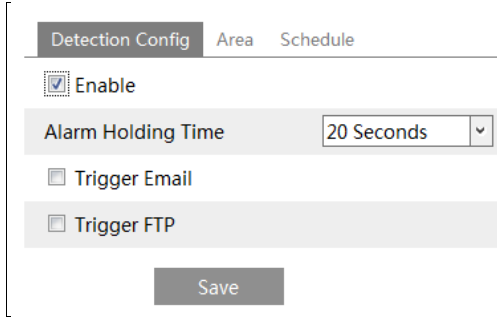 Detection Config Area Schedule
Enable
Alarm Holding Time 20 Seconds
Trigger Email
Trigger FTP
Save